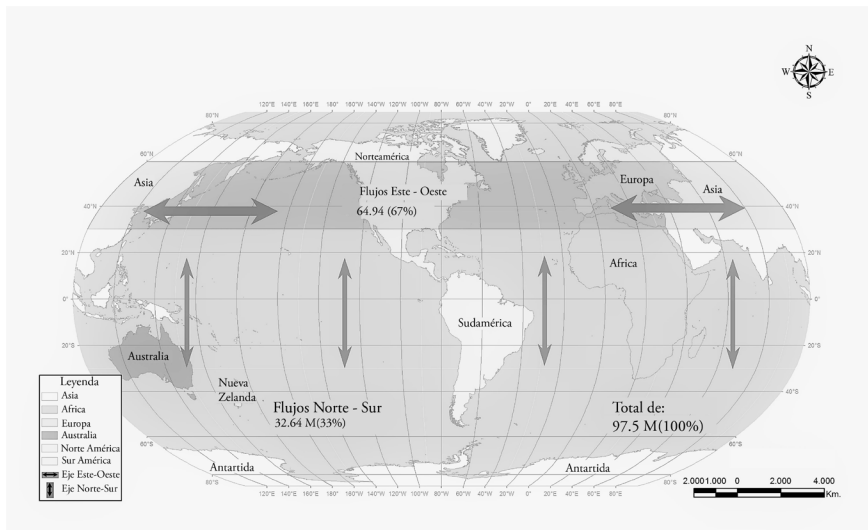 N
W E
S
120°E 140°E 160°E 180° 160°W 140°W 120°W 100°W 80°W 60°W 40°W 20°W 0° 20°E 40°E 60°E 80°E
80°N 80°N
60°N 60°N
Norteamérica
Asia Europa Asia
Flujos Este - Oeste
64.94 (67%)
40°N 40°N
20°N 20°N
Africa
0° 0°
Sudamérica
20°S 20°S
Australia
Nueva
Zelanda
40°S
Flujos Norte - Sur
32.64 M(33%)
Total de:
97.5 M(100%)
60°S
Antartida Antartida
80°S 80°S
120°E 140°E 160°E 180° 160°W 140°W 120°W 100°W 80°W 60°W 40°W 20°W 0° 20°E 40°E 60°E 80°E
Leyenda
Asia
Africa
Europa
Australia
Norte América
Sur América
Eje Este-Oeste
Eje Norte-Sur
2.000 1.000 0 2.000 4.000
Km.